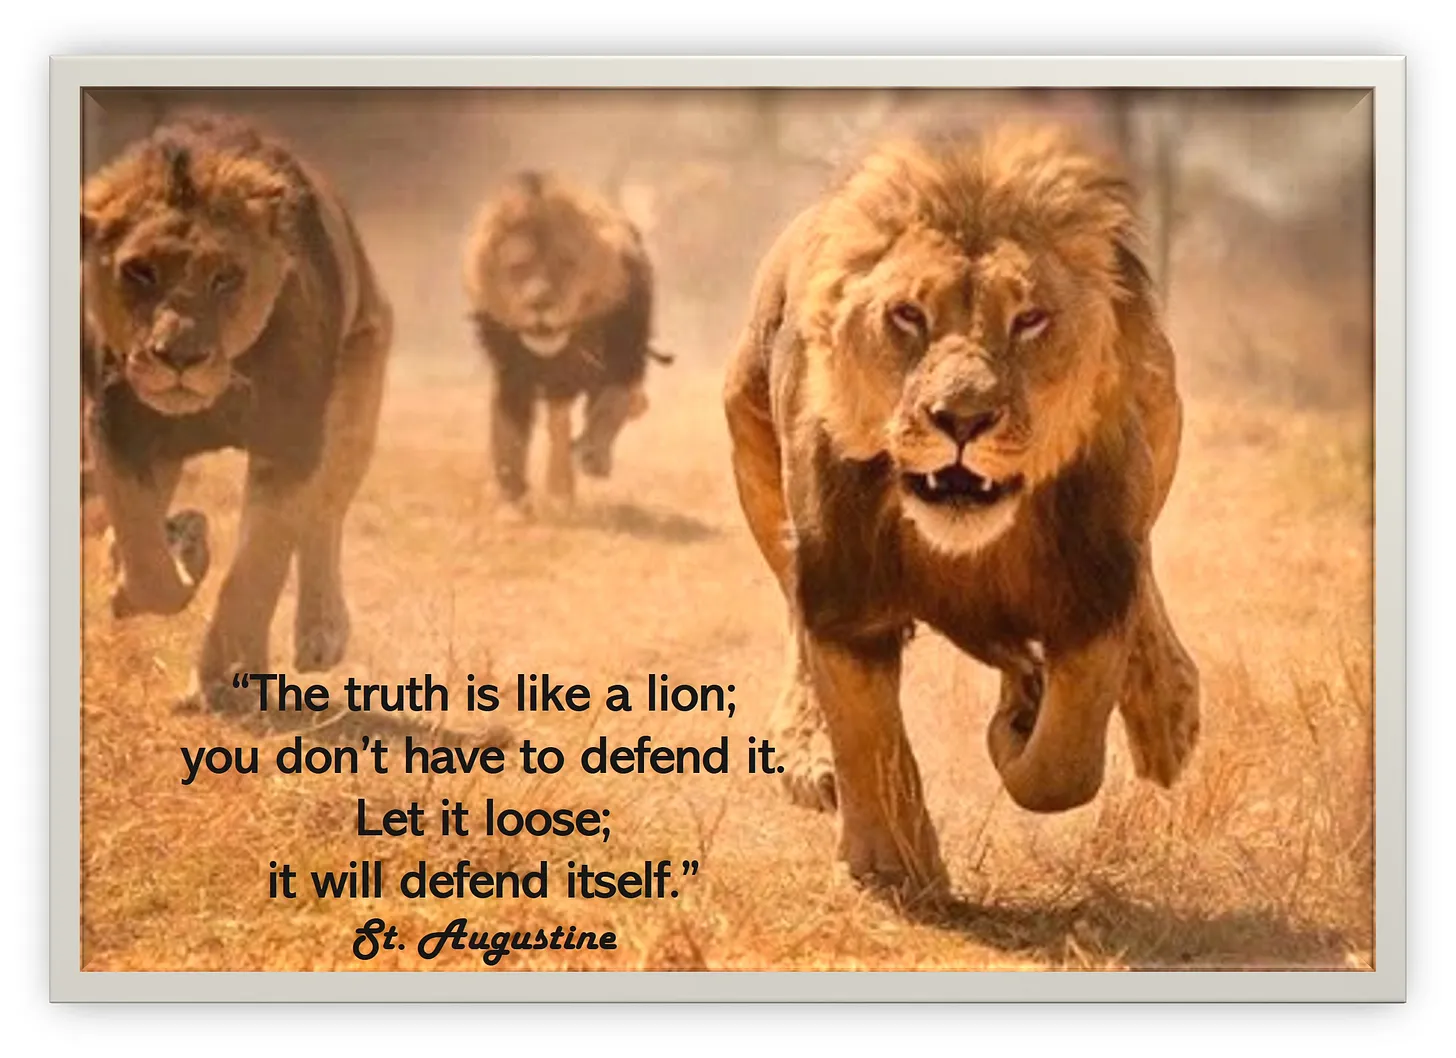 “The truth is like a lion;
you don’t have to defend it.
Let it loose;
it will defend itself.”
St. Augustine